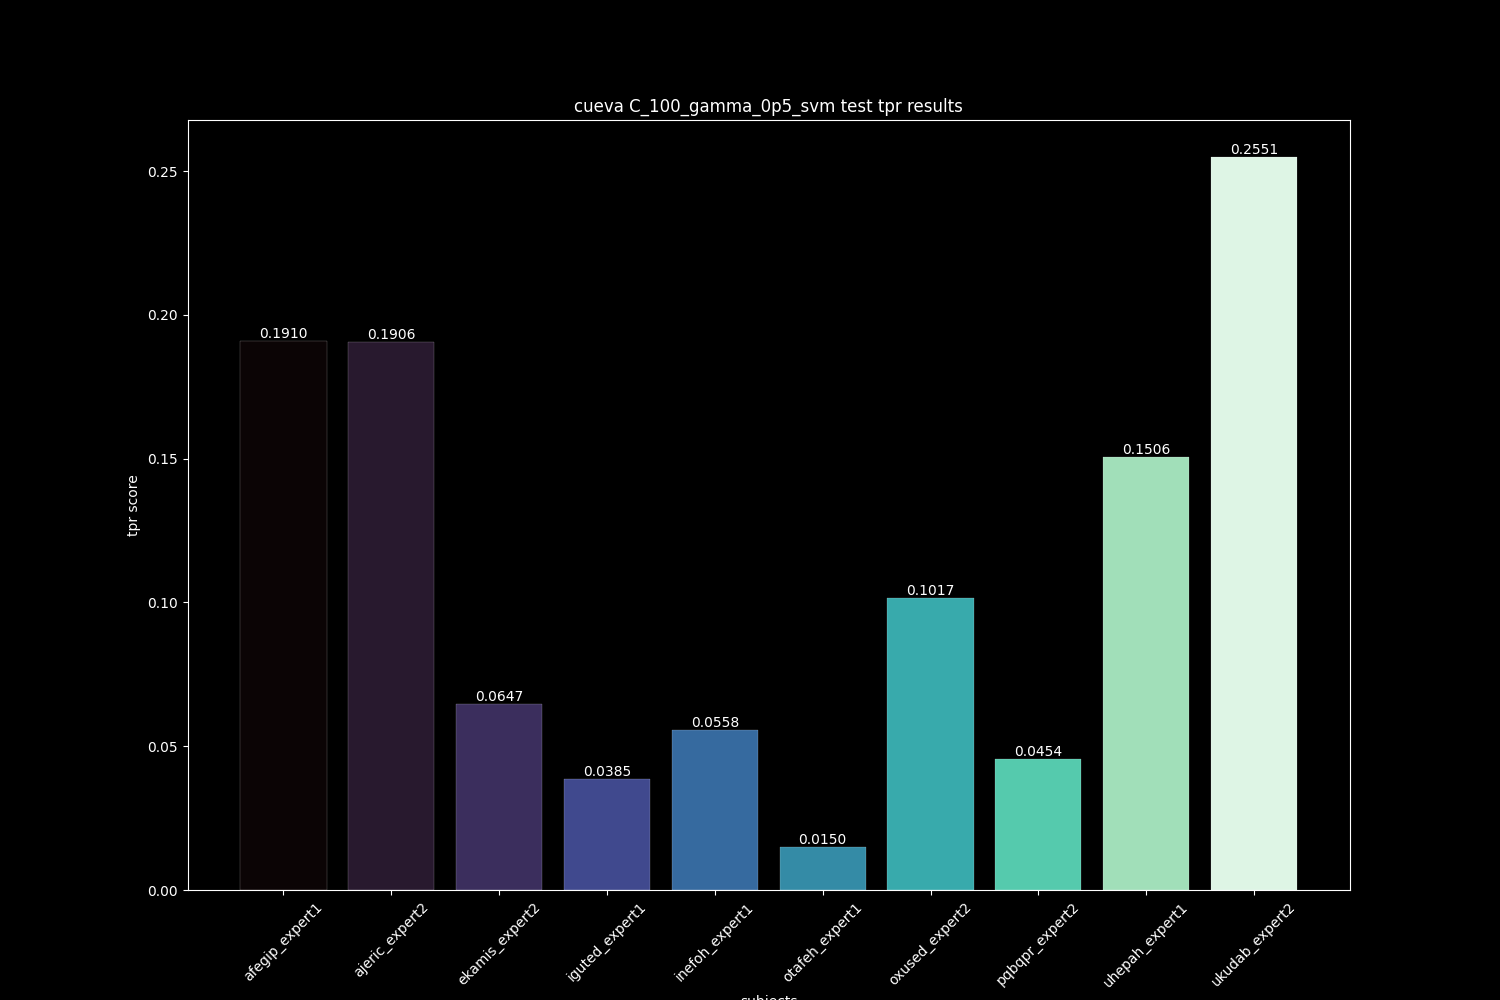 cueva C_100_gamma_0p5_svm test tpr results
0.25
0.20
0.15
0.10
0.05
0.00
tpr score
0.1910
0.1906
0.0647
0.0385
0.0558
0.0150
0.1017
0.0454
0.1506
0.2551
afegip_expert1
ajeric_expert2
ekamis_expert2
iguted_expert1
inefoh_expert1
otafeh_expert1
oxused_expert2
pqbqpr_expert2
uhepah_expert1
ukudab_expert2
subjects